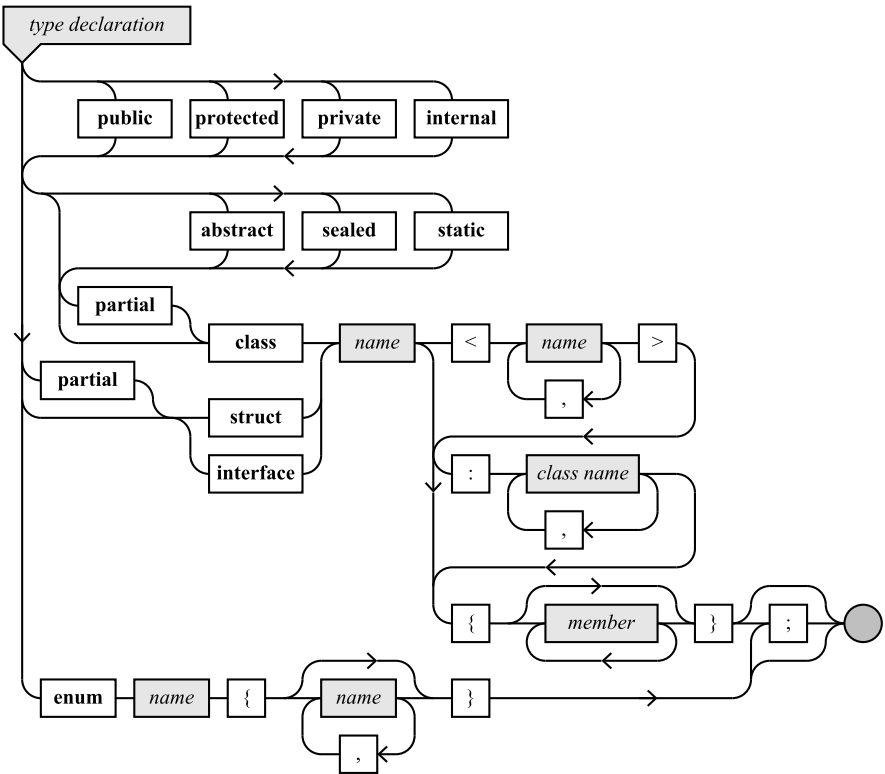 type declaration
public protected private internal
abstract sealed static
partial
class name < name >
partial
,
struct
interface : class name
,
{ member } ;
enum name { name }
,